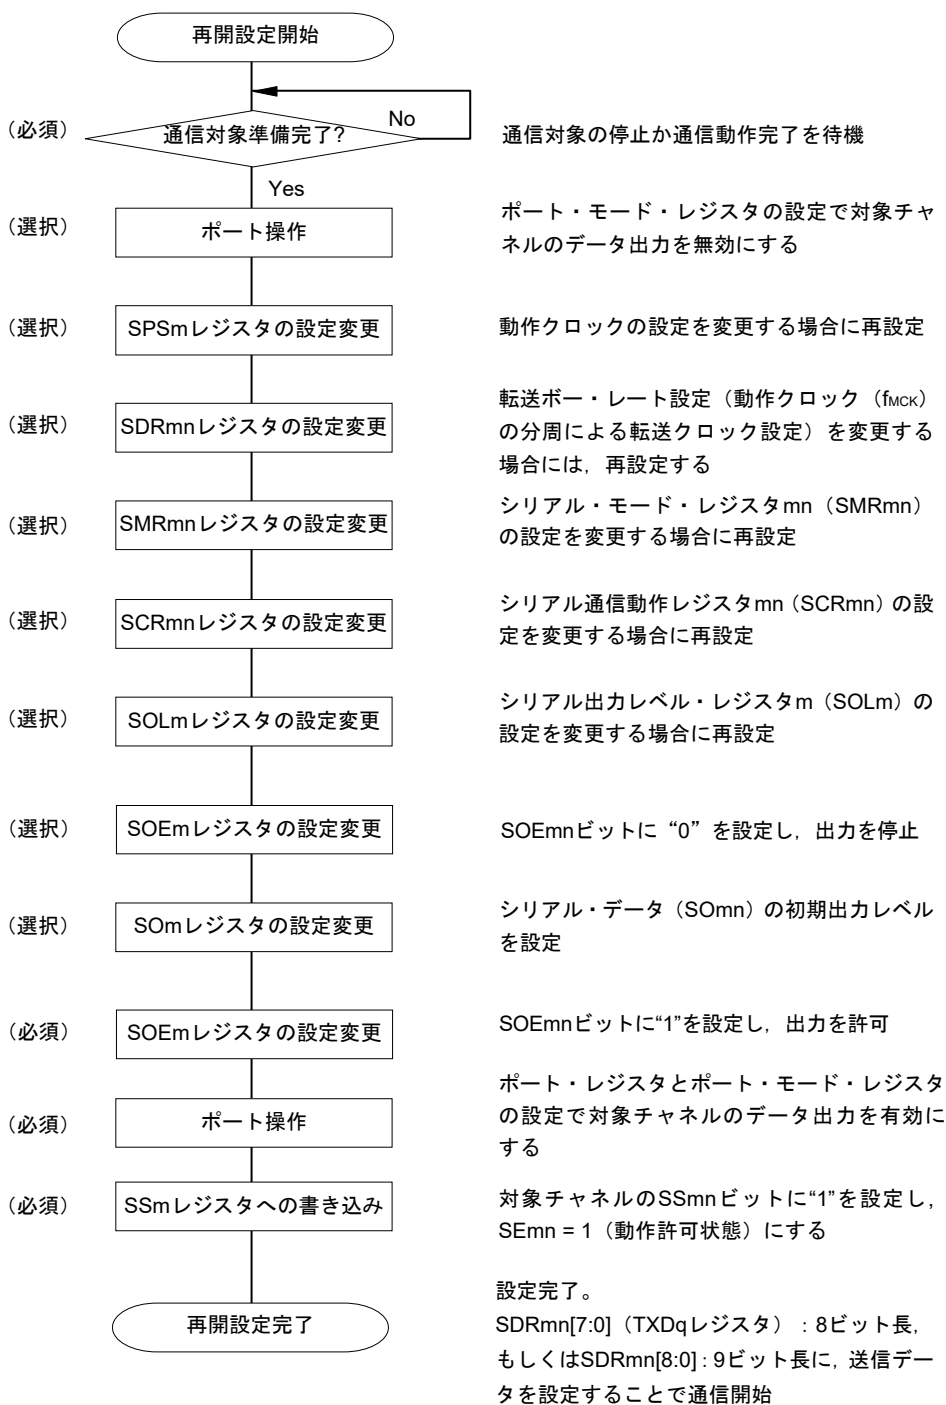 再開設定開始
No
（必須）
通信対象準備完了?
通信対象の停止か通信動作完了を待機
Yes
（選択）
ポート操作
ポート・モード・レジスタの設定で対象チャ
ネルのデータ出力を無効にする
（選択）
SPSmレジスタの設定変更
動作クロックの設定を変更する場合に再設定
（選択）
SDRmnレジスタの設定変更
転送ボー・レート設定（動作クロック（fMCK）
の分周による転送クロック設定）を変更する
場合には，再設定する
（選択）
SMRmnレジスタの設定変更
シリアル・モード・レジスタmn（SMRmn）
の設定を変更する場合に再設定
（選択）
SCRmnレジスタの設定変更
シリアル通信動作レジスタmn（SCRmn）の設
定を変更する場合に再設定
（選択）
SOLmレジスタの設定変更
シリアル出力レベル・レジスタm（SOLm）の
設定を変更する場合に再設定
（選択）
SOEmレジスタの設定変更
SOEmnビットに“0”を設定し，出力を停止
（選択）
SOmレジスタの設定変更
シリアル・データ（SOmn）の初期出力レベル
を設定
（必須）
SOEmレジスタの設定変更
SOEmnビットに“1”を設定し，出力を許可
（必須）
ポート操作
ポート・レジスタとポート・モード・レジスタ
の設定で対象チャネルのデータ出力を有効に
する
（必須）
SSmレジスタへの書き込み
対象チャネルのSSmnビットに“1”を設定し，
SEmn = 1（動作許可状態）にする
再開設定完了
設定完了。
SDRmn[7:0]（TXDqレジスタ）：8ビット長，
もしくはSDRmn[8:0]：9ビット長に，送信デー
タを設定することで通信開始